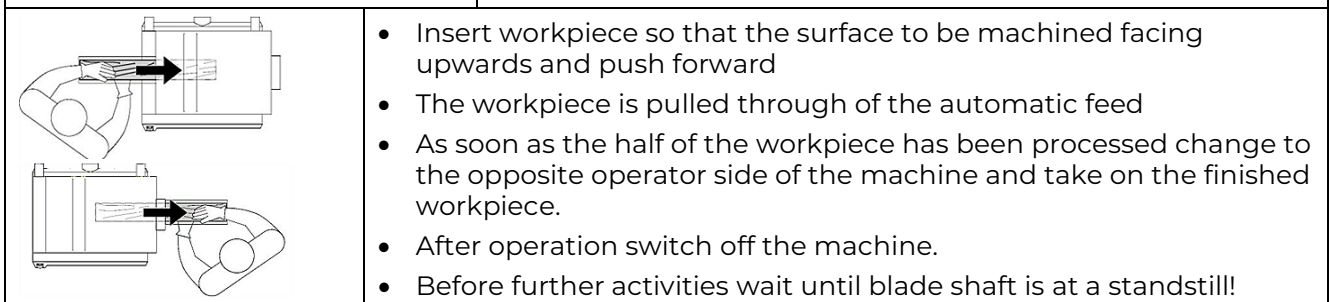 • Insert workpiece so that the surface to be machined facing
upwards and push forward
• The workpiece is pulled through of the automatic feed
• As soon as the half of the workpiece has been processed change to
the opposite operator side of the machine and take on the finished
workpiece.
• After operation switch off the machine.
• Before further activities wait until blade shaft is at a standstill!